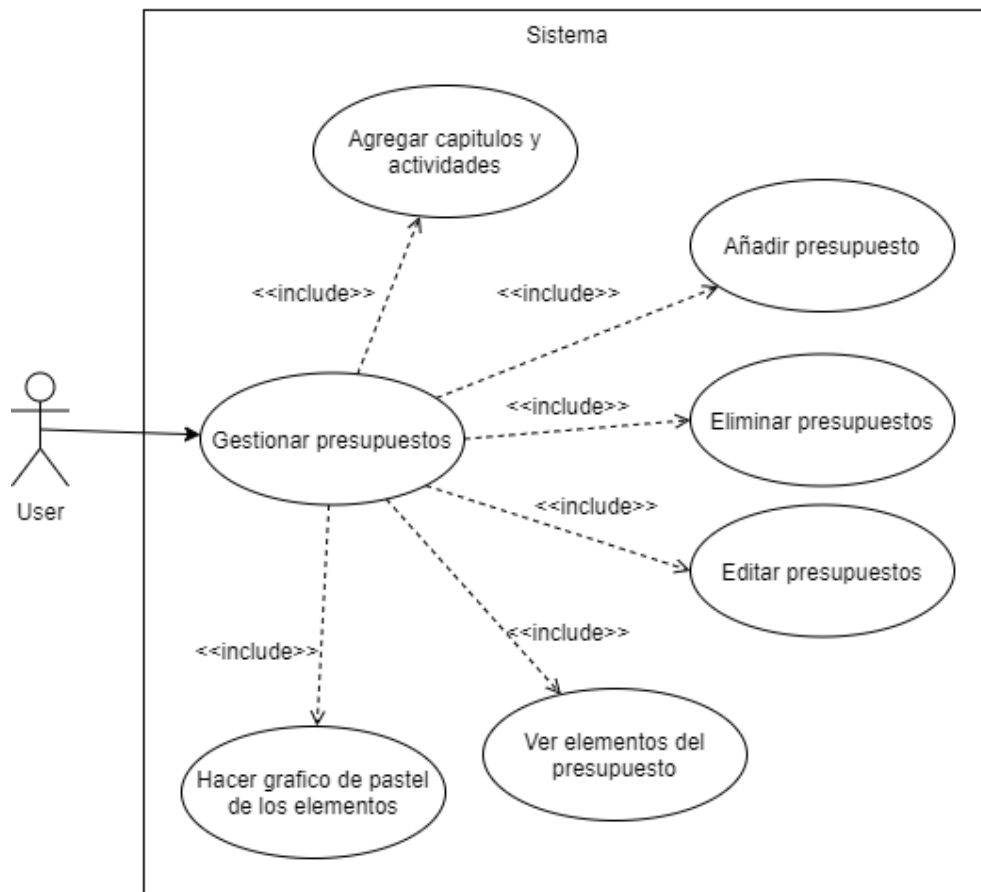 Sistema
Agregar capitulos y
actividades
Añadir presupuesto
<<include>>
<<include>>
<<include>>
Eliminar presupuestos
Gestionar presupuestos
User
<<include>>
Editar presupuestos
<<include>>
<<include>>
Ver elementos del
presupuesto
Hacer grafico de pastel
de los elementos